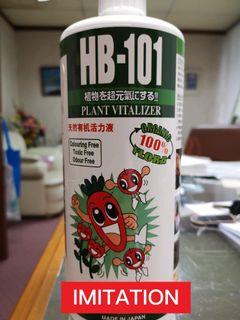 HB-101
植物を超元氣にする!!
PLANT VITALIZER
天然有机活力液
Colouring Free
Toxic Free
Odour Free
ORGANIC
100%
FLORA
IMITATION
MADE IN JAPAN